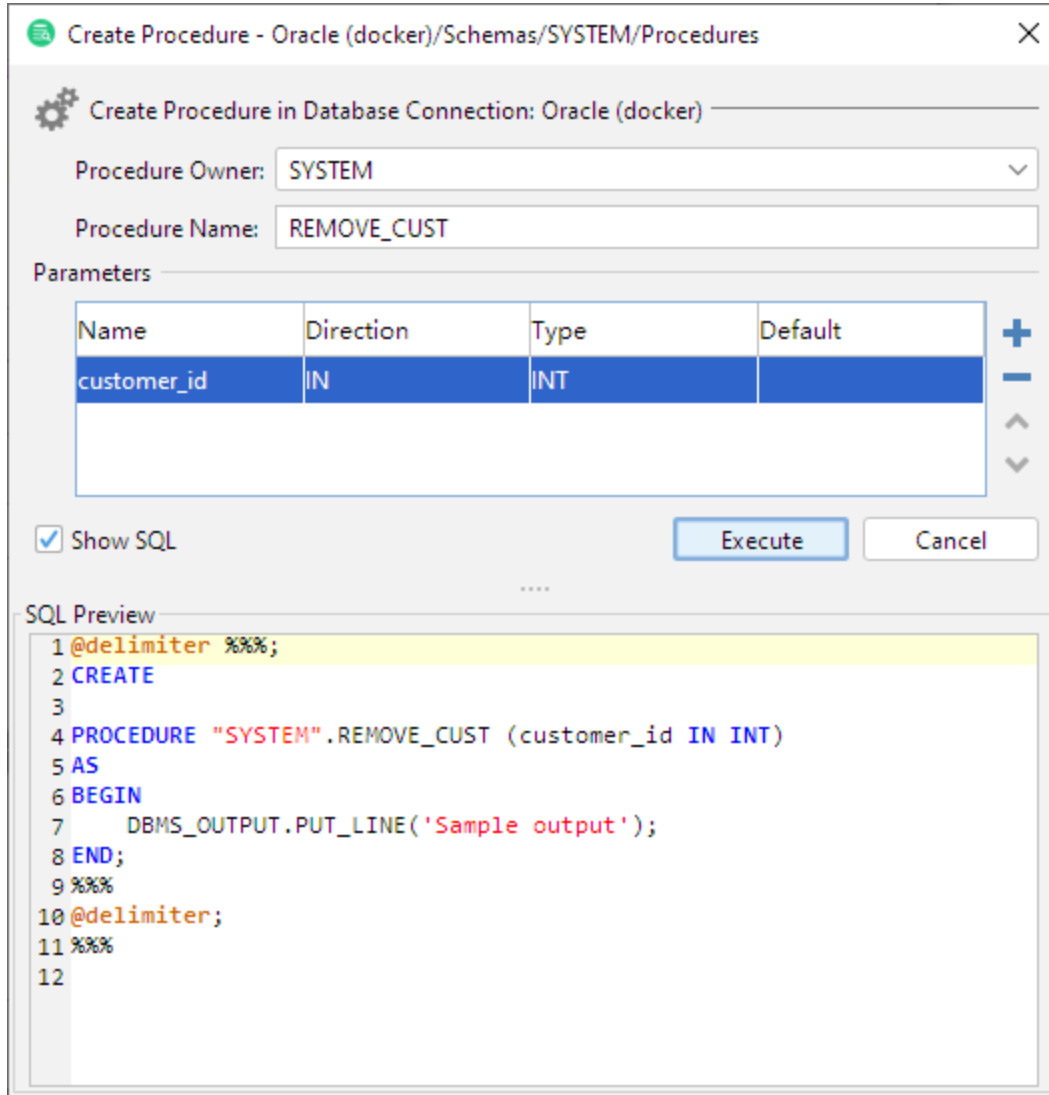 Create Procedure - Oracle (docker)/Schemas/SYSTEM/Procedures
Create Procedure in Database Connection: Oracle (docker)
Procedure Owner: SYSTEM
Procedure Name: REMOVE_CUST
Parameters
Name Direction Type Default
customer_id IN INT
Show SQL Execute Cancel
SQL Preview
1 @delimiter %%%;
2 CREATE
3
4 PROCEDURE "SYSTEM".REMOVE_CUST (customer_id IN INT)
5 AS
6 BEGIN
7     DBMS_OUTPUT.PUT_LINE('Sample output');
8 END;
9 %%%
10 @delimiter;
11 %%%
12